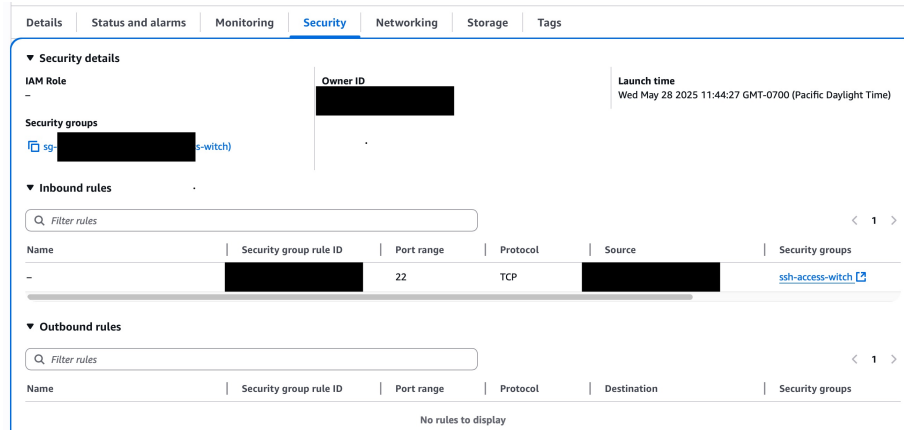 Details Status and alarms Monitoring Security Networking Storage Tags
Security details
IAM Role Owner ID Launch time
– Wed May 28 2025 11:44:27 GMT-0700 (Pacific Daylight Time)
Security groups
sg- s-witch)
Inbound rules
Filter rules 1
Name Security group rule ID Port range Protocol Source Security groups
– 22 TCP ssh-access-witch
Outbound rules
Filter rules 1
Name Security group rule ID Port range Protocol Destination Security groups
No rules to display